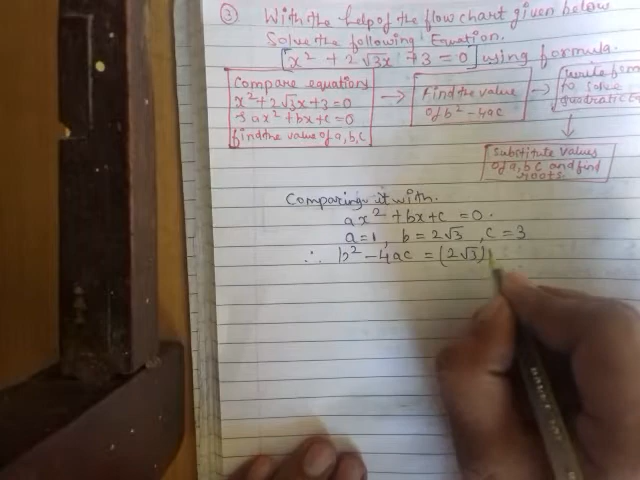 ③ With the help of the flow chart given below
Solve the following Equation.
[x² + 2√3x + 3 = 0] using formula.
Compare equations
x²+2√3x+3=0
& ax²+bx+c=0
find the value of a, b, c
Find the value
of b²-4ac
write form
to solve
quadratic
Substitute values
of a, b, c and find
roots.
Comparing it with.
ax²+bx+c=0.
a=1, b=2√3, c=3
∴ b²-4ac = (2√3)